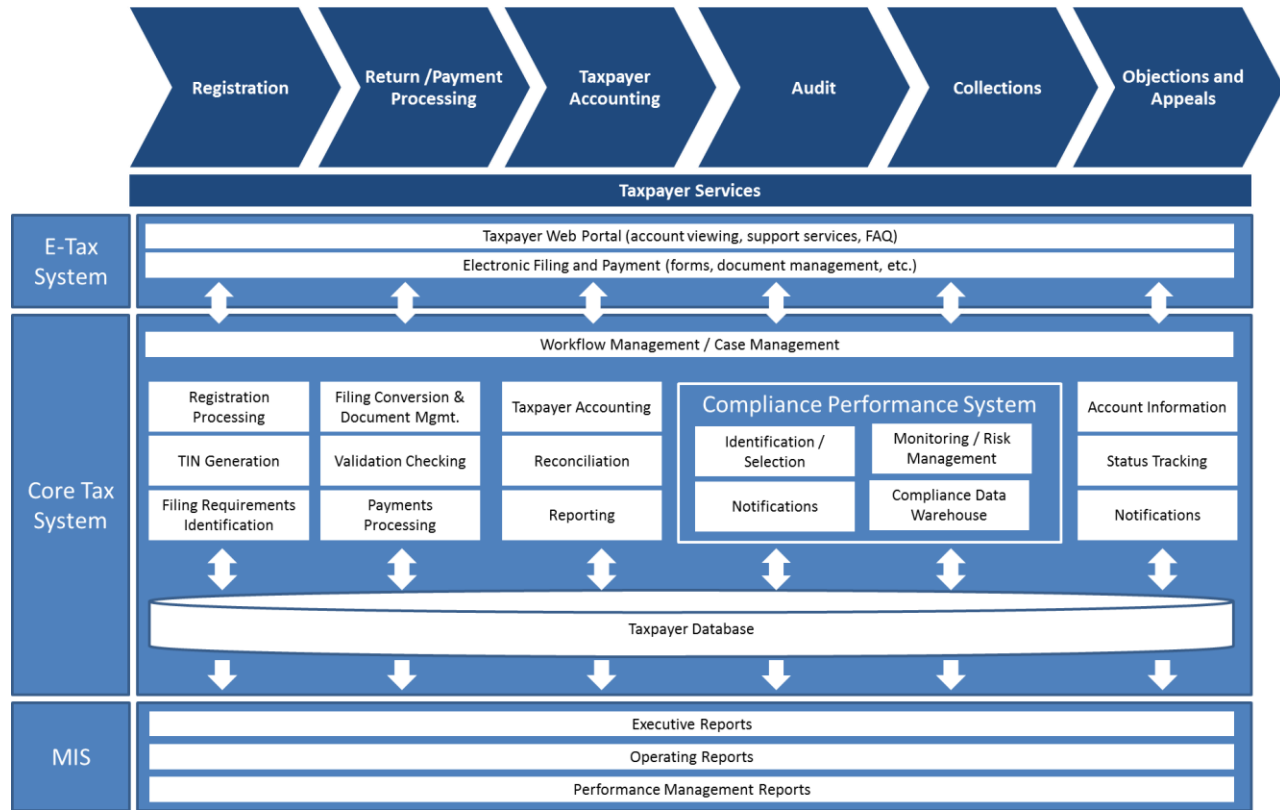 Registration
Return /Payment
Processing
Taxpayer
Accounting
Audit
Collections
Objections and
Appeals
Taxpayer Services
E-Tax
System
Taxpayer Web Portal (account viewing, support services, FAQ)
Electronic Filing and Payment (forms, document management, etc.)
Core Tax
System
Workflow Management / Case Management
Registration
Processing
TIN Generation
Filing Requirements
Identification
Filing Conversion &
Document Mgmt.
Validation Checking
Payments
Processing
Taxpayer Accounting
Reconciliation
Reporting
Compliance Performance System
Identification /
Selection
Notifications
Monitoring / Risk
Management
Compliance Data
Warehouse
Account Information
Status Tracking
Notifications
Taxpayer Database
MIS
Executive Reports
Operating Reports
Performance Management Reports